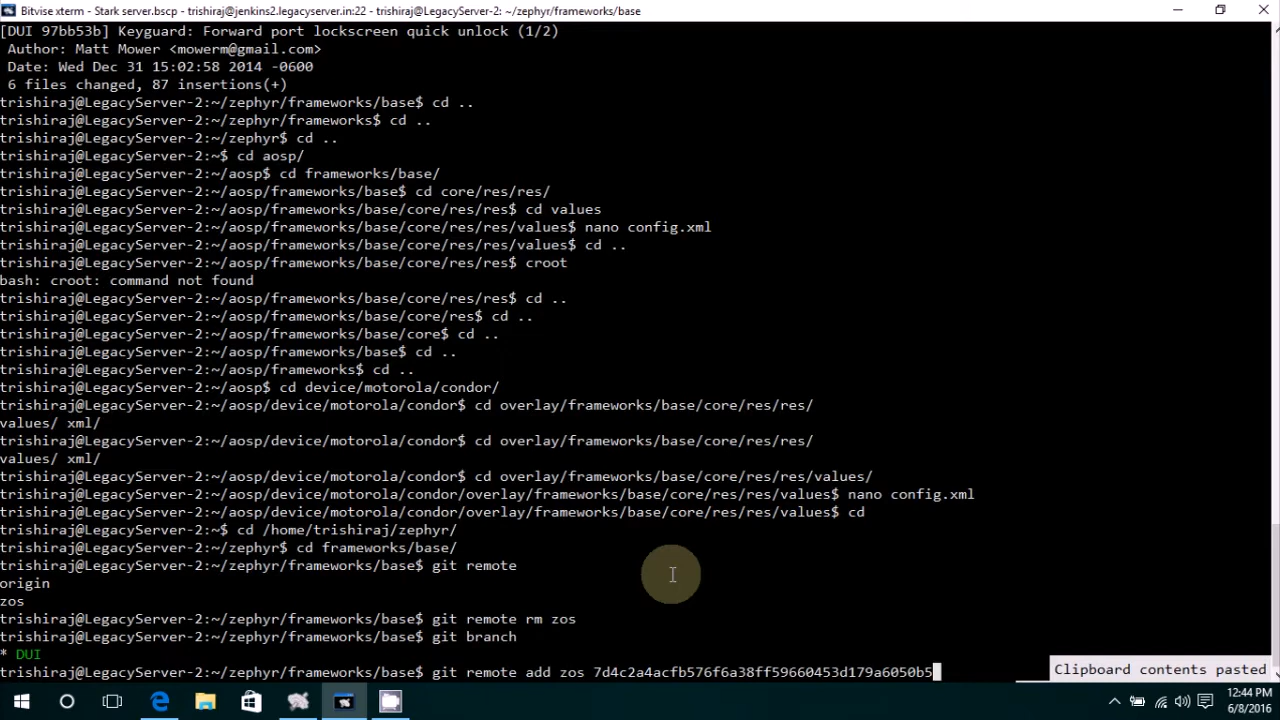 Bitvise xterm - Stark server.bscp - trishiraj@jenkins2.legacyserver.in:22 - trishiraj@LegacyServer-2: ~/zephyr/frameworks/base
[DUI 97bb53b] Keyguard: Forward port lockscreen quick unlock (1/2)
Author: Matt Mower <mowerm@gmail.com>
Date: Wed Dec 31 15:02:58 2014 -0600
6 files changed, 87 insertions(+)
trishiraj@LegacyServer-2:~/zephyr/frameworks/base$ cd ..
trishiraj@LegacyServer-2:~/zephyr/frameworks$ cd ..
trishiraj@LegacyServer-2:~/zephyr$ cd ..
trishiraj@LegacyServer-2:~$ cd aosp/
trishiraj@LegacyServer-2:~/aosp$ cd frameworks/base/
trishiraj@LegacyServer-2:~/aosp/frameworks/base$ cd core/res/res/
trishiraj@LegacyServer-2:~/aosp/frameworks/base/core/res/res$ cd values
trishiraj@LegacyServer-2:~/aosp/frameworks/base/core/res/res/values$ nano config.xml
trishiraj@LegacyServer-2:~/aosp/frameworks/base/core/res/res/values$ cd ..
trishiraj@LegacyServer-2:~/aosp/frameworks/base/core/res/res$ croot
bash: croot: command not found
trishiraj@LegacyServer-2:~/aosp/frameworks/base/core/res/res$ cd ..
trishiraj@LegacyServer-2:~/aosp/frameworks/base/core/res$ cd ..
trishiraj@LegacyServer-2:~/aosp/frameworks/base/core$ cd ..
trishiraj@LegacyServer-2:~/aosp/frameworks/base$ cd ..
trishiraj@LegacyServer-2:~/aosp/frameworks$ cd ..
trishiraj@LegacyServer-2:~/aosp$ cd device/motorola/condor/
trishiraj@LegacyServer-2:~/aosp/device/motorola/condor$ cd overlay/frameworks/base/core/res/res/
values/ xml/
trishiraj@LegacyServer-2:~/aosp/device/motorola/condor$ cd overlay/frameworks/base/core/res/res/
values/ xml/
trishiraj@LegacyServer-2:~/aosp/device/motorola/condor$ cd overlay/frameworks/base/core/res/res/values/
trishiraj@LegacyServer-2:~/aosp/device/motorola/condor/overlay/frameworks/base/core/res/res/values$ nano config.xml
trishiraj@LegacyServer-2:~/aosp/device/motorola/condor/overlay/frameworks/base/core/res/res/values$ cd
trishiraj@LegacyServer-2:~$ cd /home/trishiraj/zephyr/
trishiraj@LegacyServer-2:~/zephyr$ cd frameworks/base/
trishiraj@LegacyServer-2:~/zephyr/frameworks/base$ git remote
origin
zos
trishiraj@LegacyServer-2:~/zephyr/frameworks/base$ git remote rm zos
trishiraj@LegacyServer-2:~/zephyr/frameworks/base$ git branch
* DUI
trishiraj@LegacyServer-2:~/zephyr/frameworks/base$ git remote add zos 7d4c2a4acfb576f6a38ff59660453d179a6050b5
Clipboard contents pasted
12:44 PM
6/8/2016